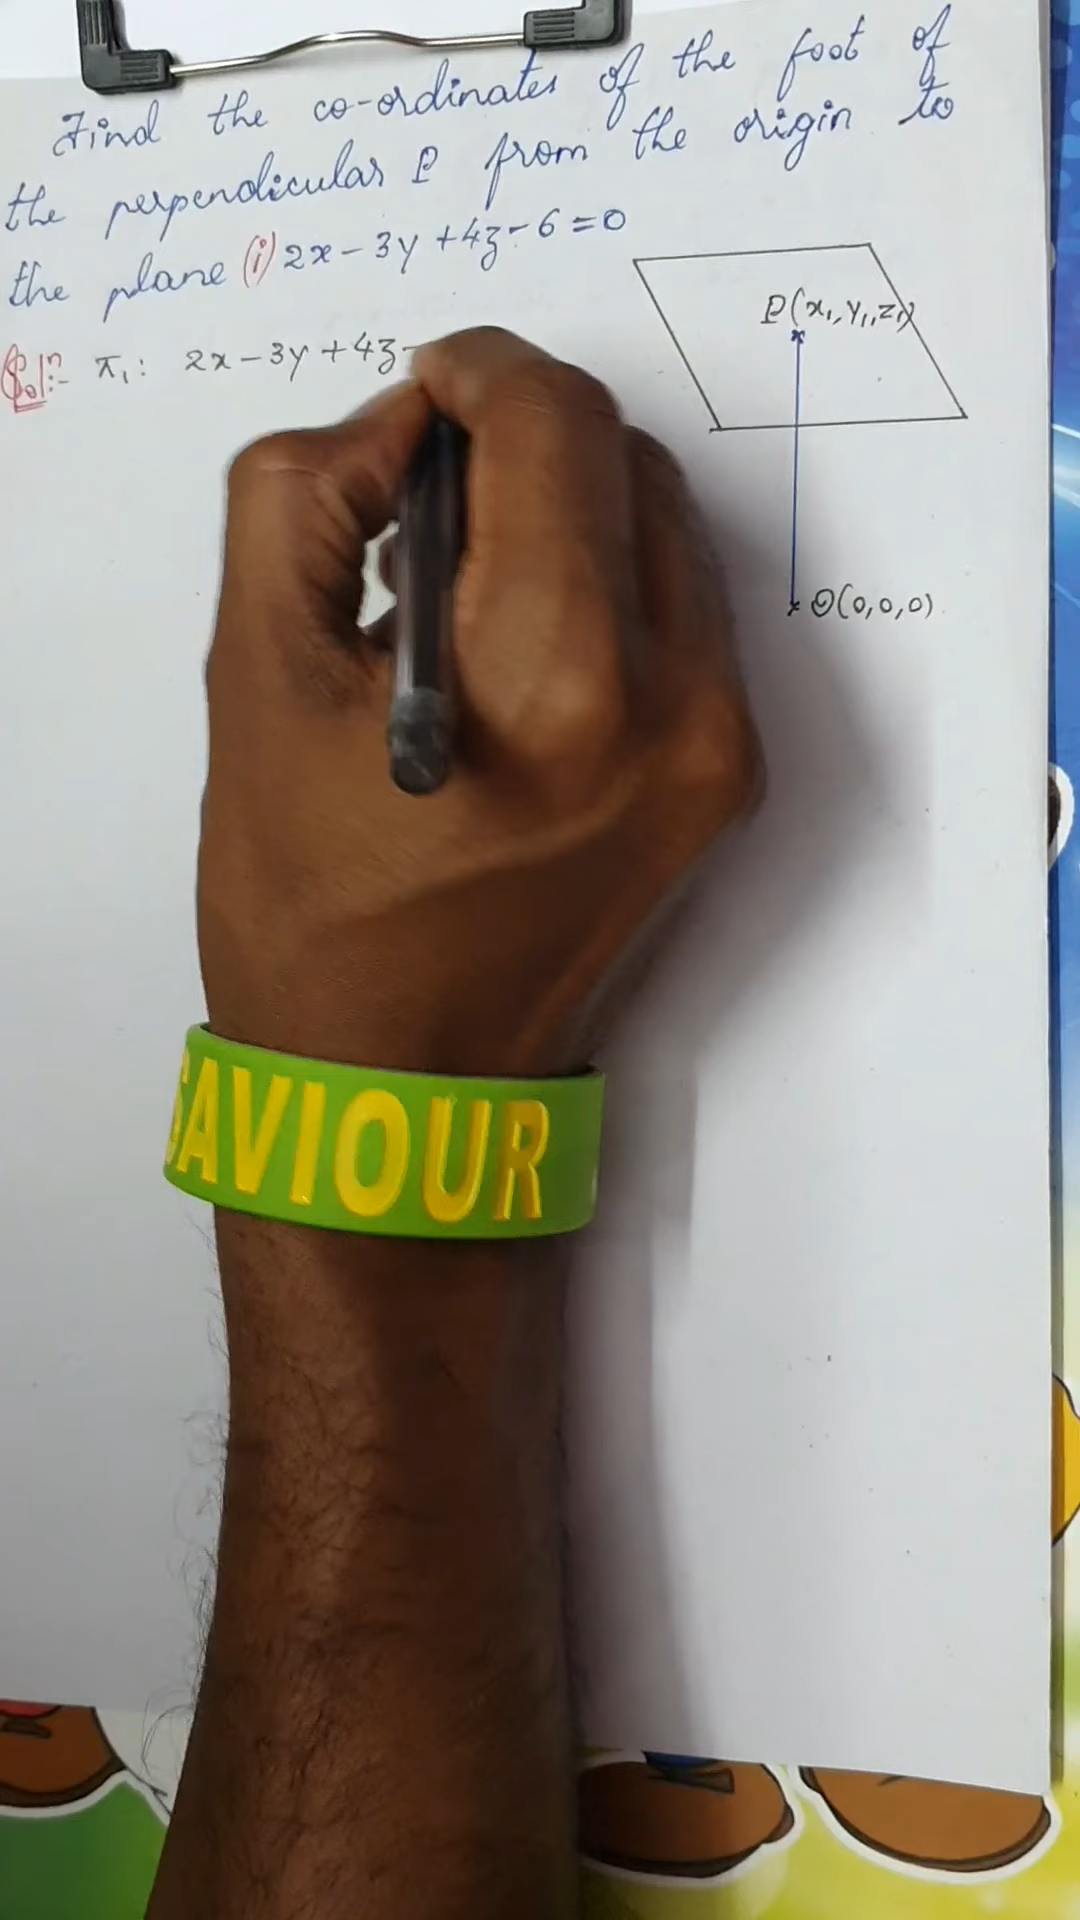 Find the co-ordinates of the foot of
the perpendicular P from the origin to
the plane (i) 2x-3y+4z-6=0
P(x₁,y₁,z₁)
Solⁿ:- π₁: 2x-3y+4z-
O(0,0,0)
SAVIOUR